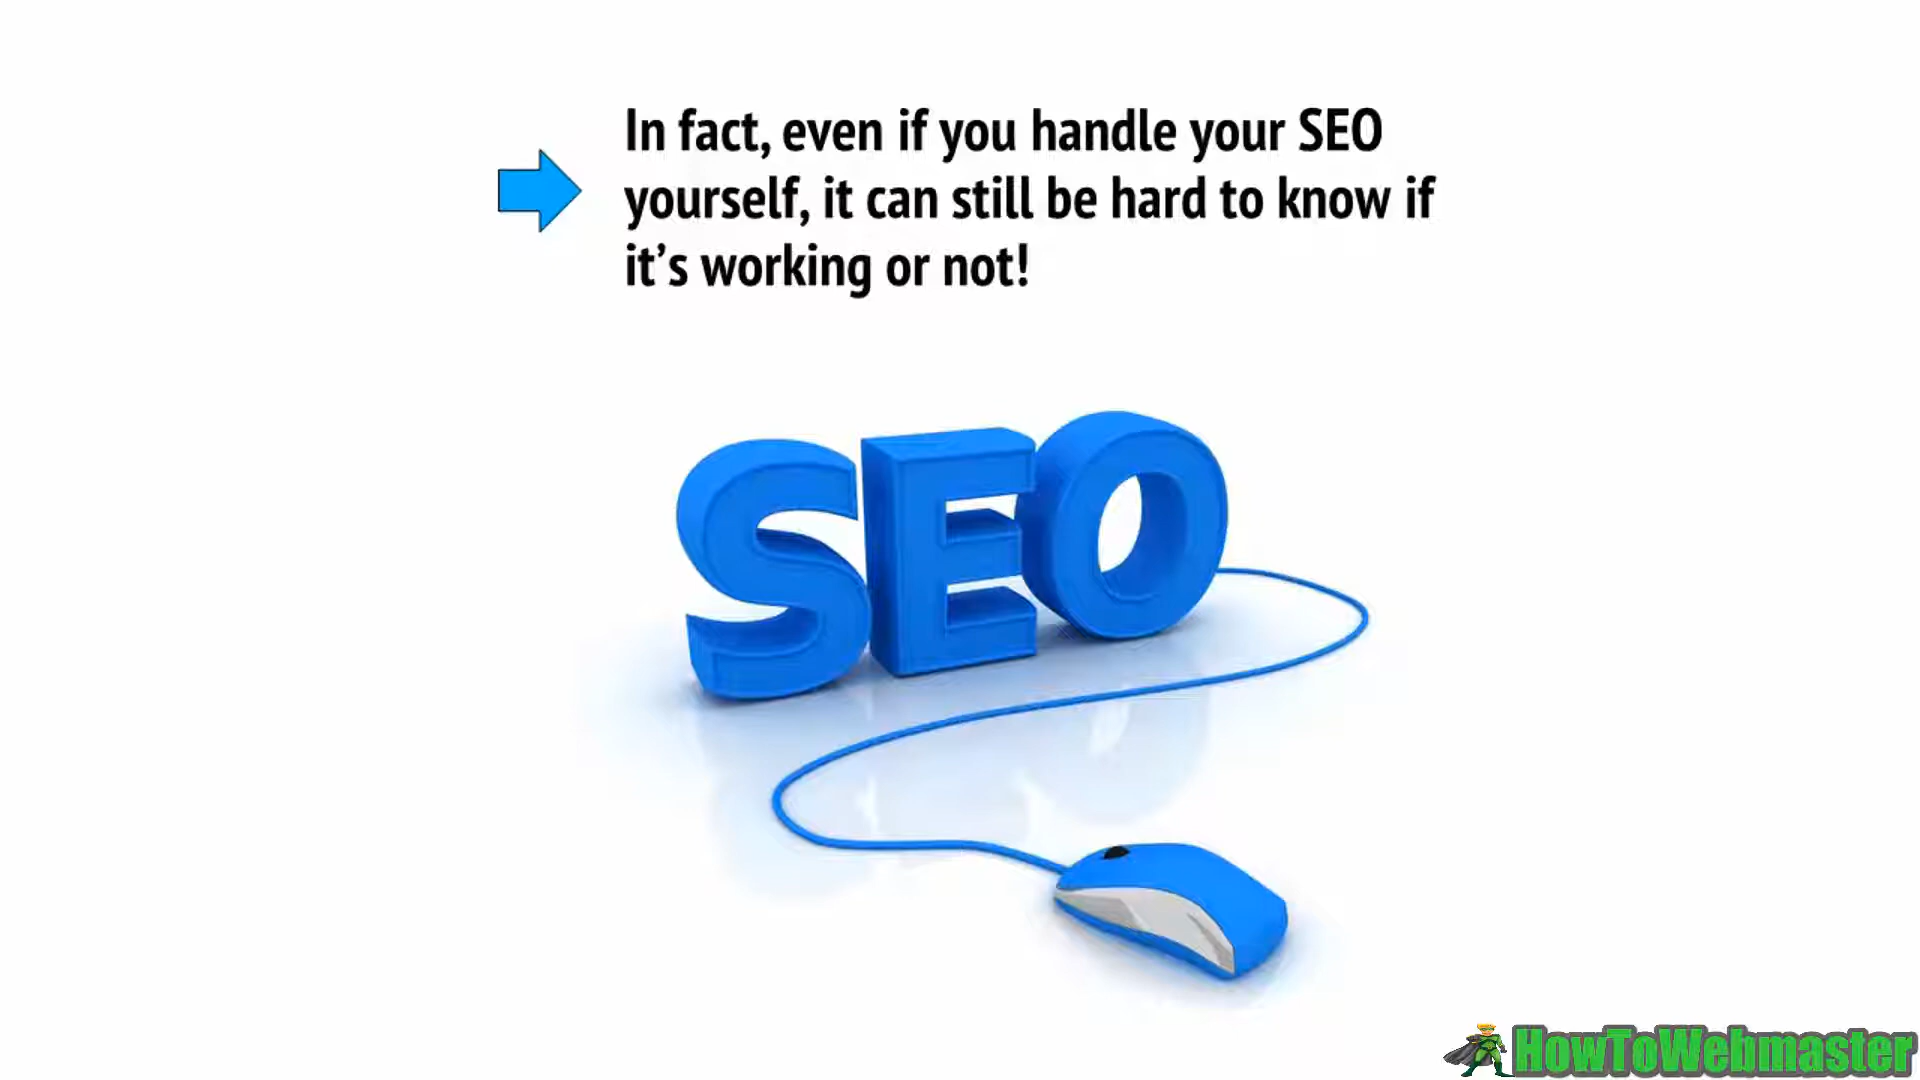 In fact, even if you handle your SEO
yourself, it can still be hard to know if
it’s working or not!
SEO
HowToWebmaster